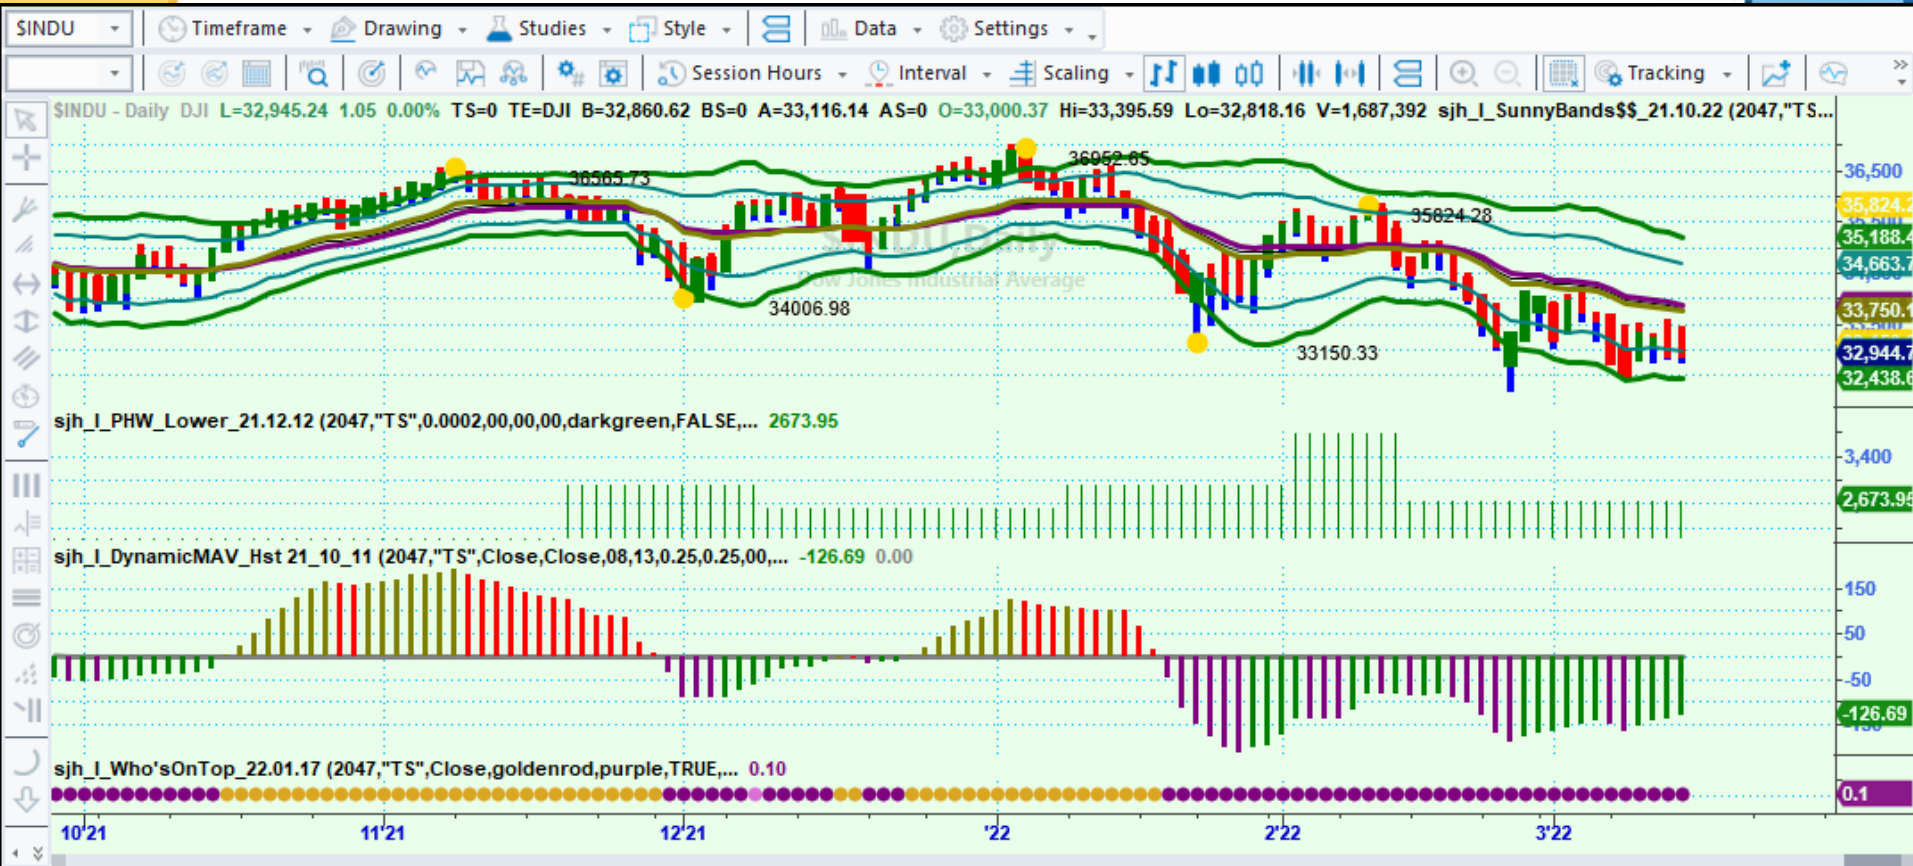 $INDU Timeframe Drawing Studies Style Data Settings
Session Hours Interval Scaling Tracking
$INDU - Daily DJI L=32,945.24 1.05 0.00% TS=0 TE=DJI B=32,860.62 BS=0 A=33,116.14 AS=0 O=33,000.37 Hi=33,395.59 Lo=32,818.16 V=1,687,392 sjh_I_SunnyBands$$_21.10.22 (2047,"TS...
36952.65
36,500
36565.73
35,824.2
35824.28
35,188.4
$INDU,Daily
34,663.7
Dow Jones Industrial Average
34006.98
33,750.1
33150.33
32,944.7
32,438.6
sjh_I_PHW_Lower_21.12.12 (2047,"TS",0.0002,00,00,00,darkgreen,FALSE,... 2673.95
3,400
2,673.95
sjh_I_DynamicMAV_Hst 21_10_11 (2047,"TS",Close,Close,08,13,0.25,0.25,00,... -126.69 0.00
150
50
-50
-126.69
sjh_I_Who'sOnTop_22.01.17 (2047,"TS",Close,goldenrod,purple,TRUE,... 0.10
0.1
10'21 11'21 12'21 '22 2'22 3'22